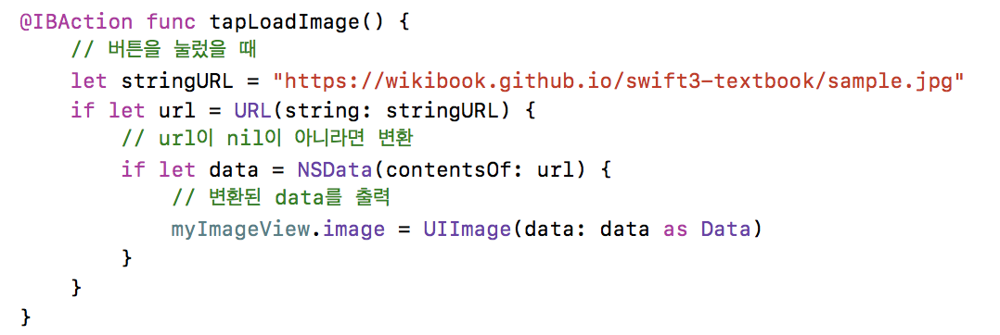 @IBAction func tapLoadImage() {
// 버튼을 눌렀을 때
let stringURL = "https://wikibook.github.io/swift3-textbook/sample.jpg"
if let url = URL(string: stringURL) {
// url이 nil이 아니라면 변환
if let data = NSData(contentsOf: url) {
// 변환된 data를 출력
myImageView.image = UIImage(data: data as Data)
}
}
}